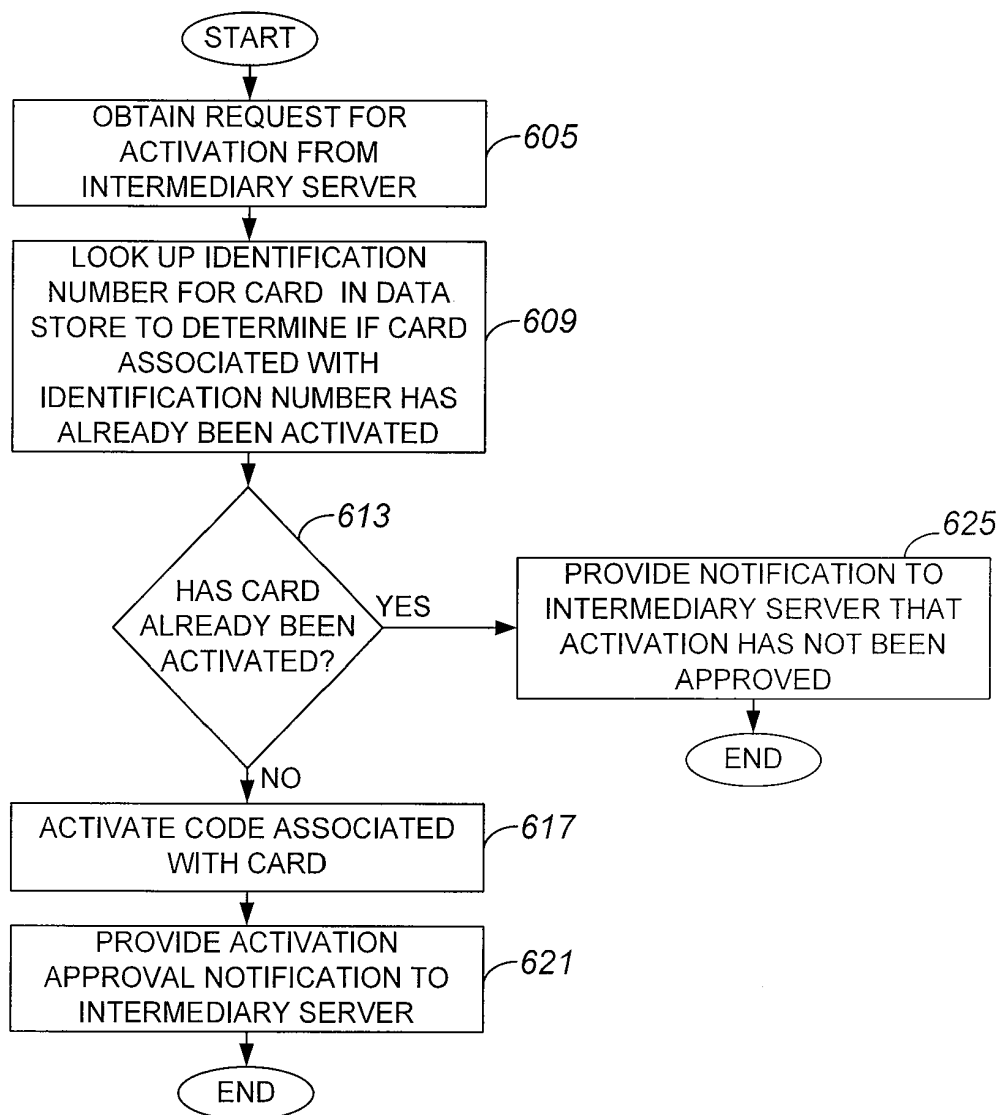 START
OBTAIN REQUEST FOR
ACTIVATION FROM
INTERMEDIARY SERVER
605
LOOK UP IDENTIFICATION
NUMBER FOR CARD IN DATA
STORE TO DETERMINE IF CARD
ASSOCIATED WITH
IDENTIFICATION NUMBER HAS
ALREADY BEEN ACTIVATED
609
HAS CARD
ALREADY BEEN
ACTIVATED?
613
YES
PROVIDE NOTIFICATION TO
INTERMEDIARY SERVER THAT
ACTIVATION HAS NOT BEEN
APPROVED
625
END
NO
ACTIVATE CODE ASSOCIATED
WITH CARD
617
PROVIDE ACTIVATION
APPROVAL NOTIFICATION TO
INTERMEDIARY SERVER
621
END